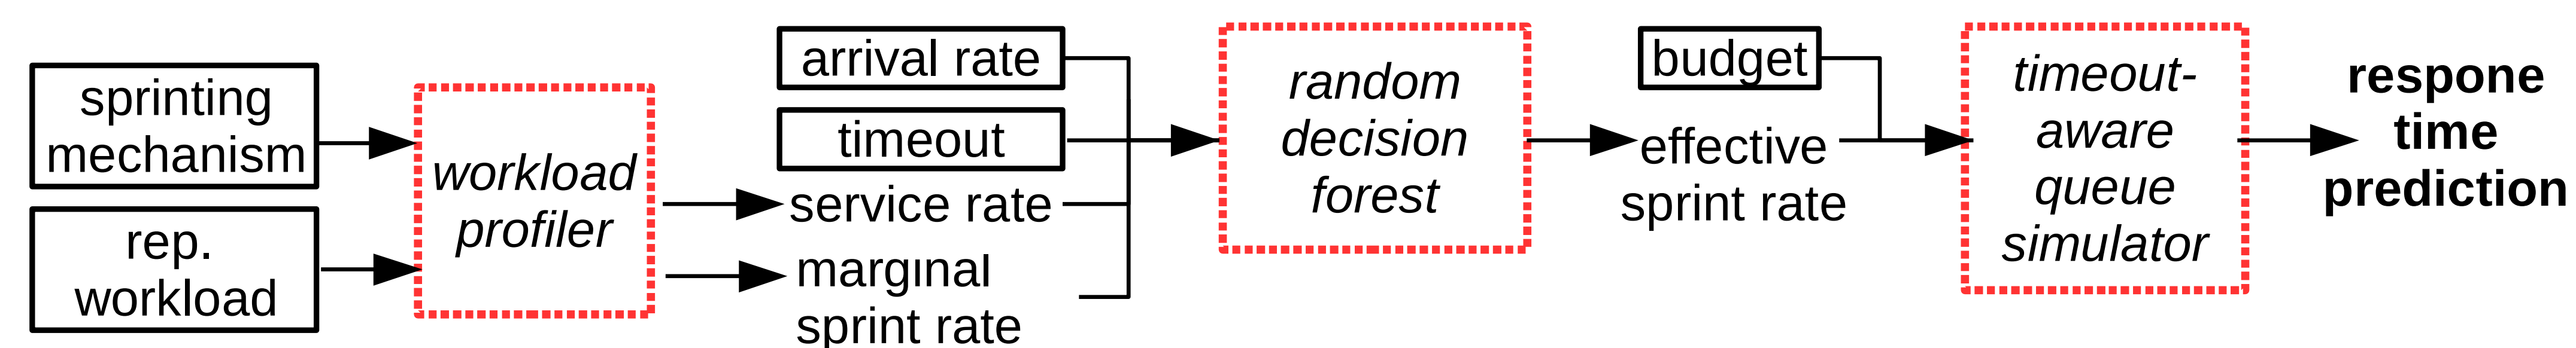 sprinting
mechanism
rep.
workload
workload
profiler
arrival rate
timeout
service rate
marginal
sprint rate
random
decision
forest
budget
effective
sprint rate
timeout-
aware
queue
simulator
respone
time
prediction